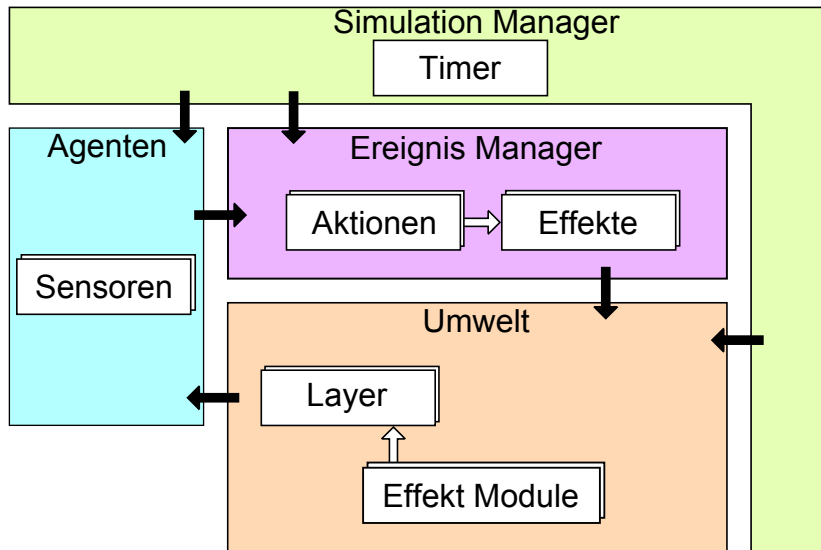 Simulation Manager
Timer
Agenten
Ereignis Manager
Aktionen
Effekte
Sensoren
Umwelt
Layer
Effekt Module